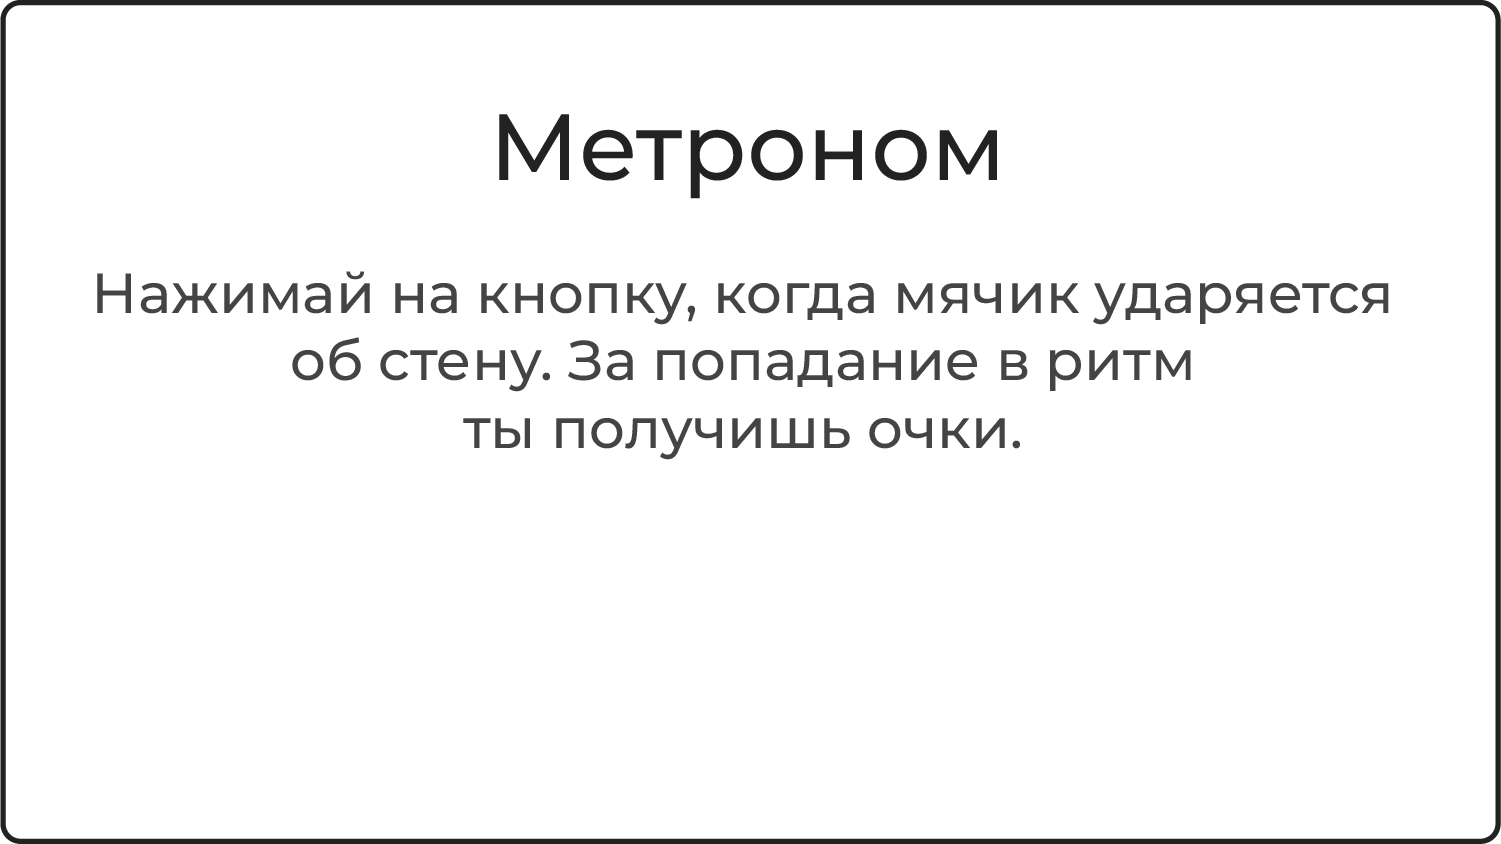 Метроном
Нажимай на кнопку, когда мячик ударяется
об стену. За попадание в ритм
ты получишь очки.